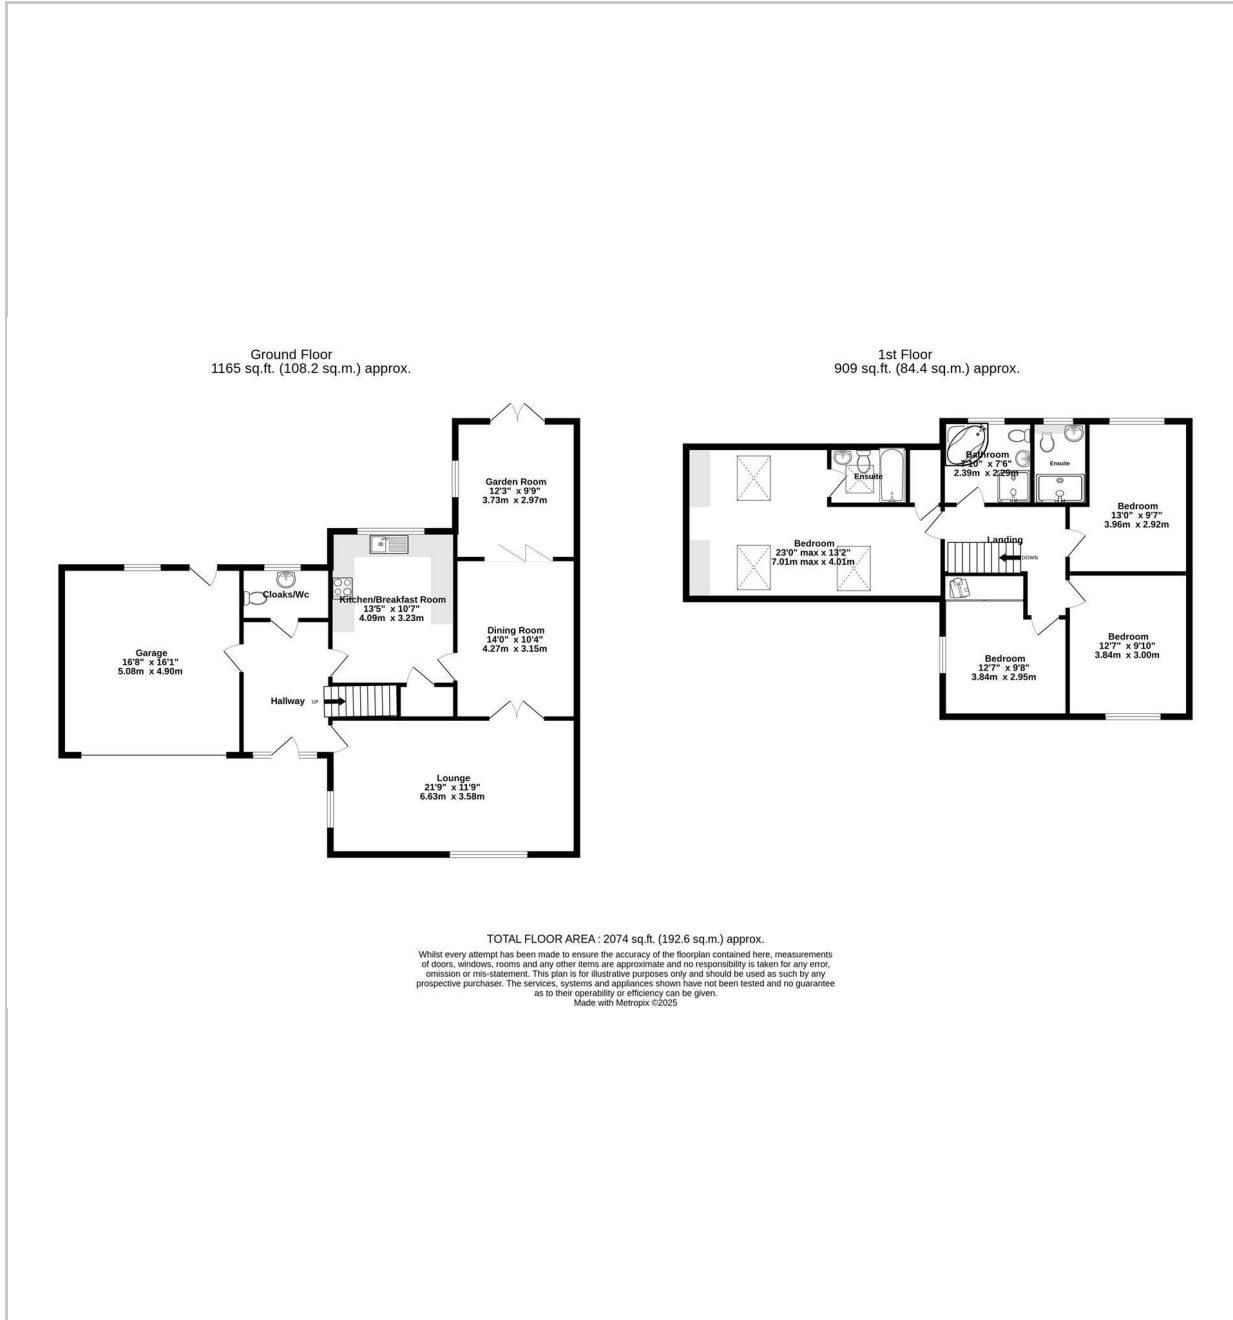 Ground Floor
1165 sq.ft. (108.2 sq.m.) approx.
1st Floor
909 sq.ft. (84.4 sq.m.) approx.
Garden Room
12'3" x 9'9"
3.73m x 2.97m
Kitchen/Breakfast Room
13'5" x 10'7"
4.09m x 3.23m
Cloaks/Wc
Dining Room
14'0" x 10'4"
4.27m x 3.15m
Garage
16'8" x 16'1"
5.08m x 4.90m
Hallway
UP
Lounge
21'9" x 11'9"
6.63m x 3.58m
Bathroom
7'10" x 7'6"
2.39m x 2.29m
Ensuite
Ensuite
Bedroom
13'0" x 9'7"
3.96m x 2.92m
Bedroom
23'0" max x 13'2"
7.01m max x 4.01m
Landing
DOWN
Bedroom
12'7" x 9'10"
3.84m x 3.00m
Bedroom
12'7" x 9'8"
3.84m x 2.95m
TOTAL FLOOR AREA : 2074 sq.ft. (192.6 sq.m.) approx.
Whilst every attempt has been made to ensure the accuracy of the floorplan contained here, measurements
of doors, windows, rooms and any other items are approximate and no responsibility is taken for any error,
omission or mis-statement. This plan is for illustrative purposes only and should be used as such by any
prospective purchaser. The services, systems and appliances shown have not been tested and no guarantee
as to their operability or efficiency can be given.
Made with Metropix ©2025